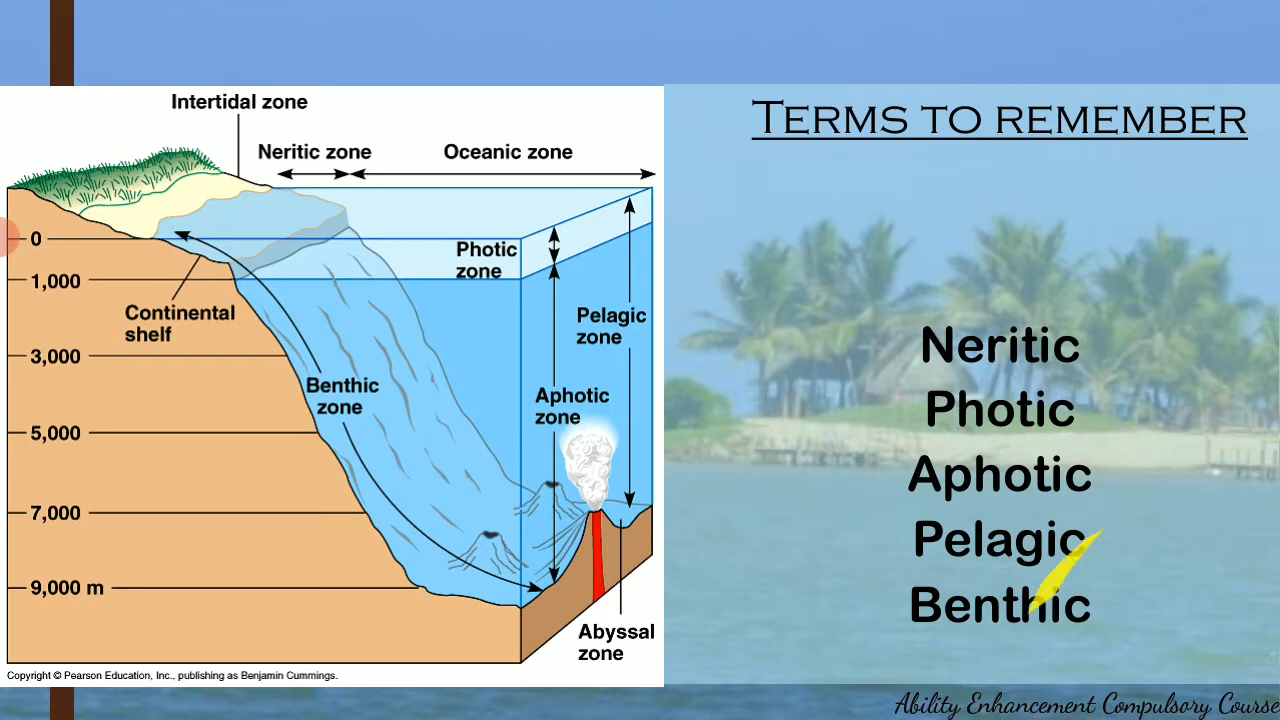 TERMS TO REMEMBER
Intertidal zone
Neritic zone
Oceanic zone
0
1,000
3,000
5,000
7,000
9,000 m
Continental
shelf
Benthic
zone
Photic
zone
Pelagic
zone
Aphotic
zone
Abyssal
zone
Copyright © Pearson Education, Inc., publishing as Benjamin Cummings.
Neritic
Photic
Aphotic
Pelagic
Benthic
Ability Enhancement Compulsory Course